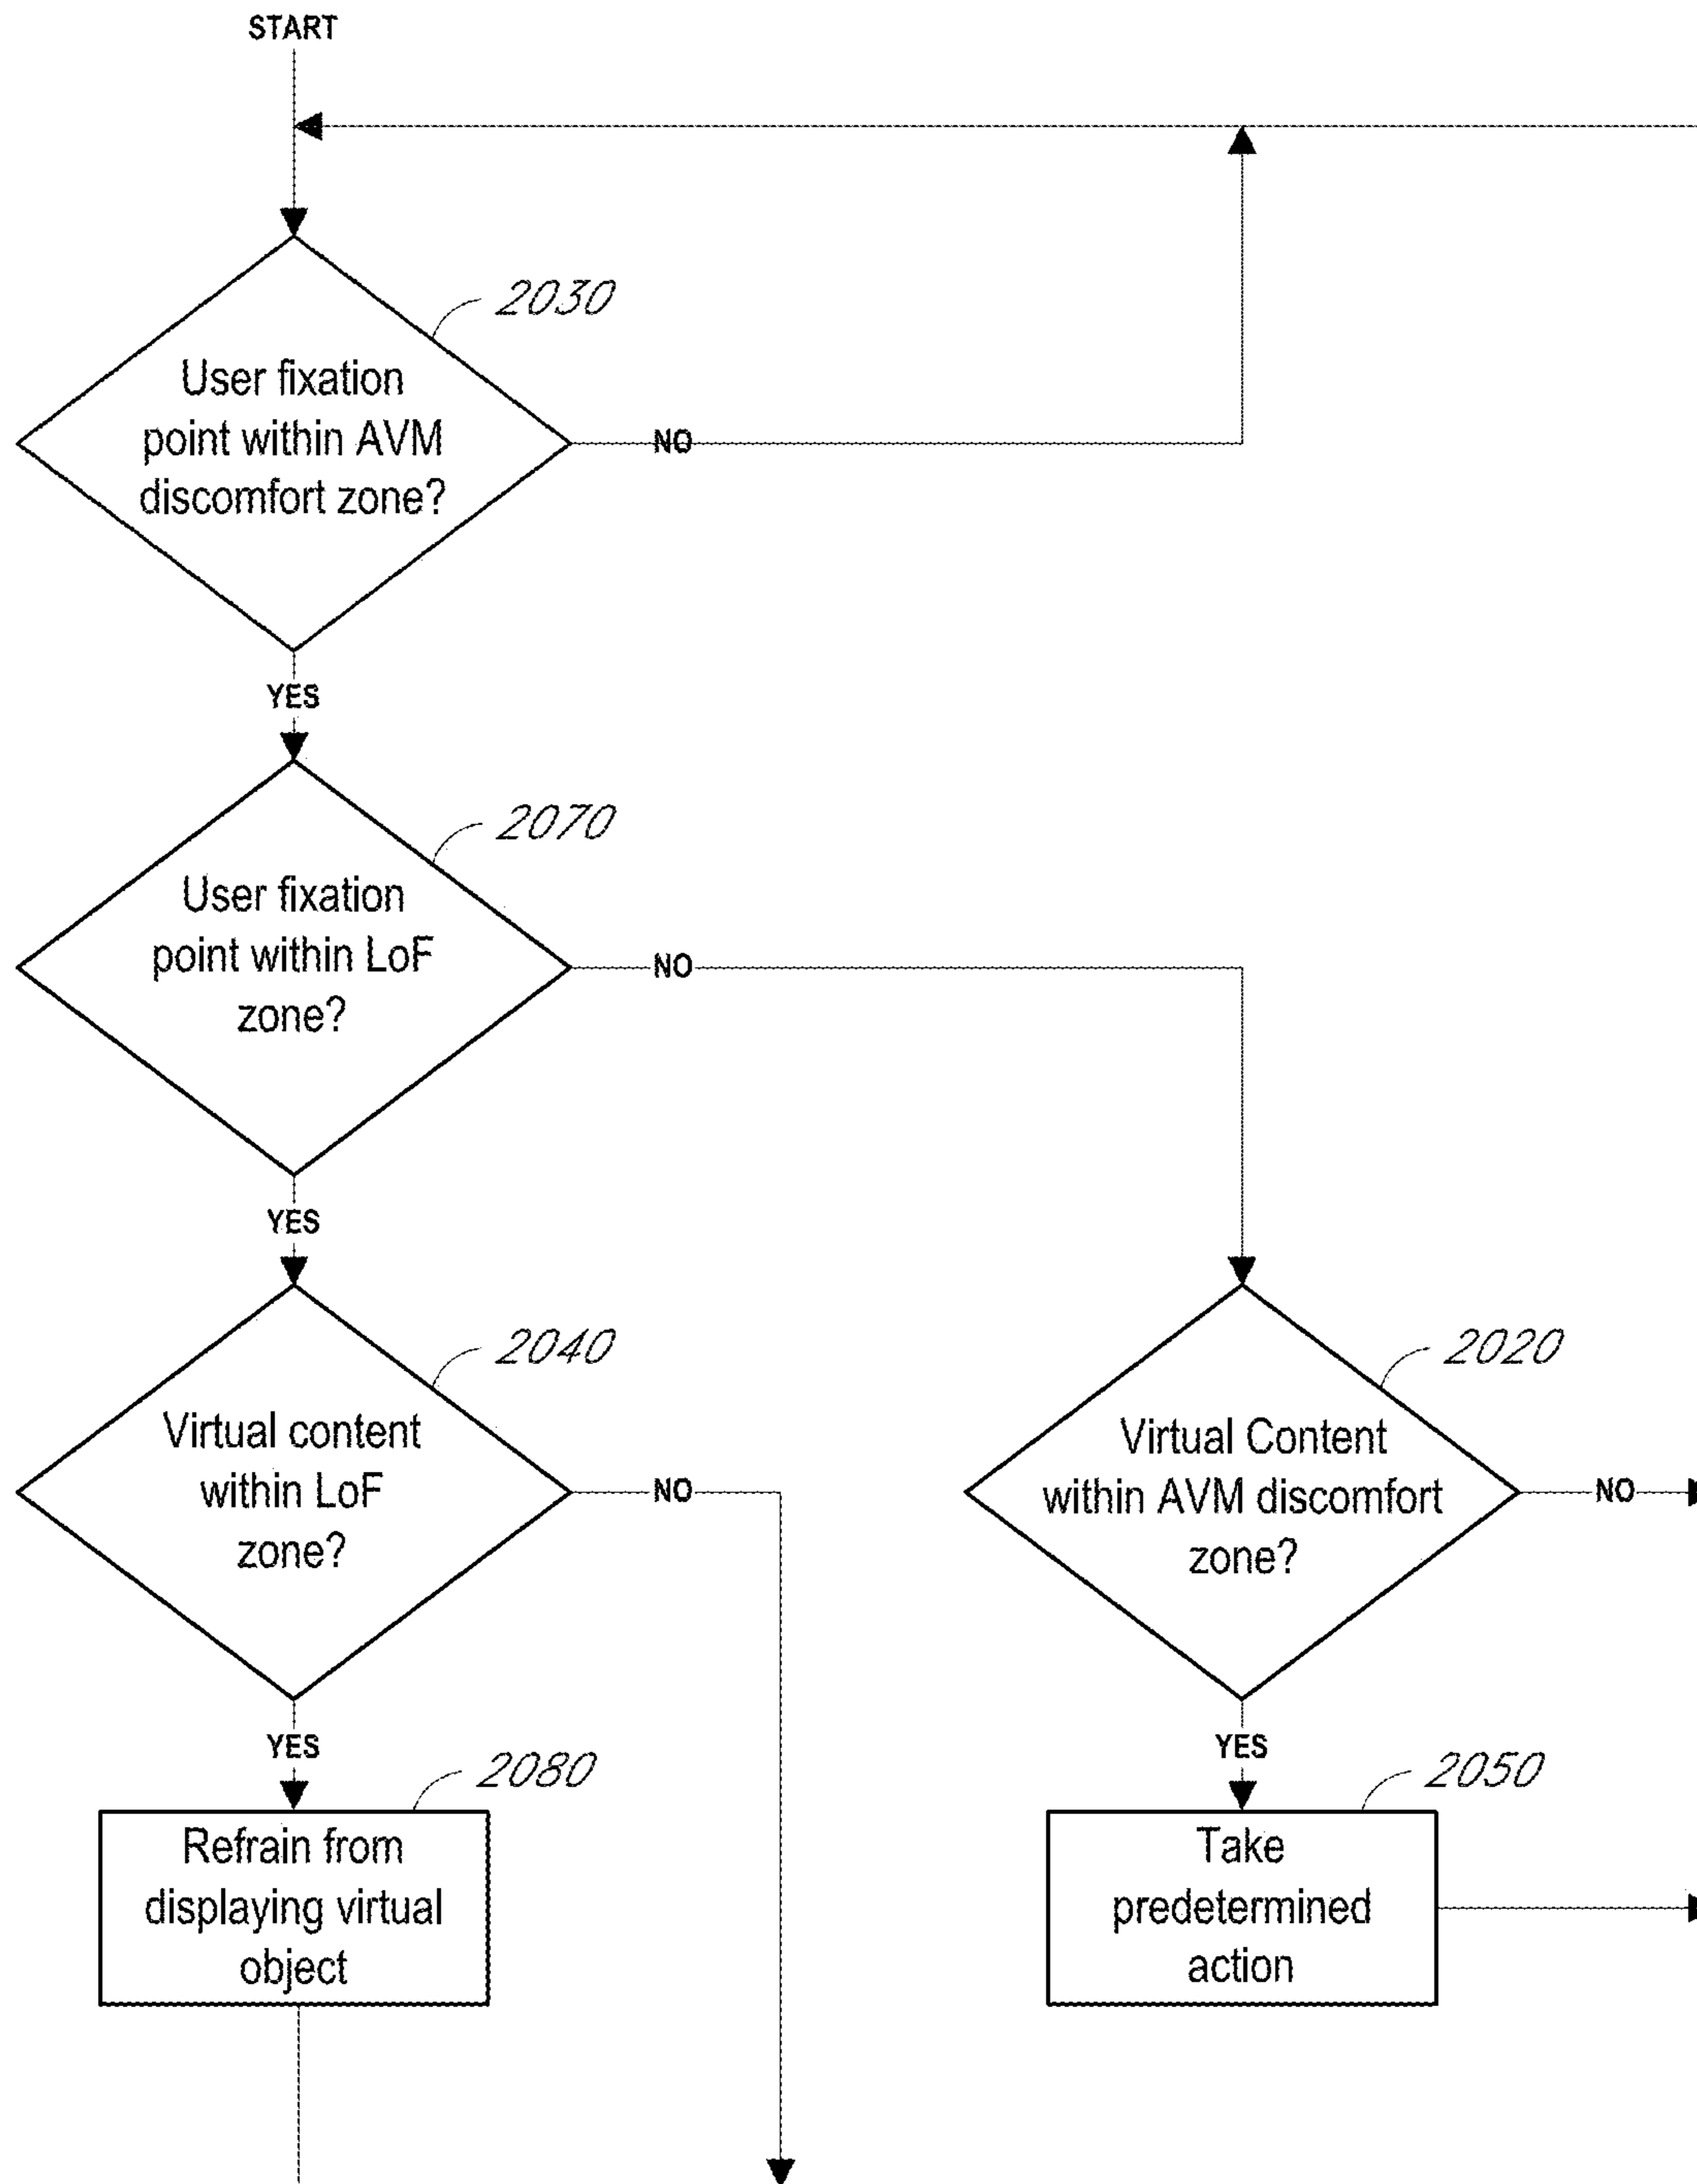 START
2030
User fixation
point within AVM
discomfort zone?
NO
YES
2070
User fixation
point within LoF
zone?
NO
YES
2040
Virtual content
within LoF
zone?
NO
2020
Virtual Content
within AVM discomfort
zone?
NO
YES
2080
Refrain from
displaying virtual
object
YES
2050
Take
predetermined
action